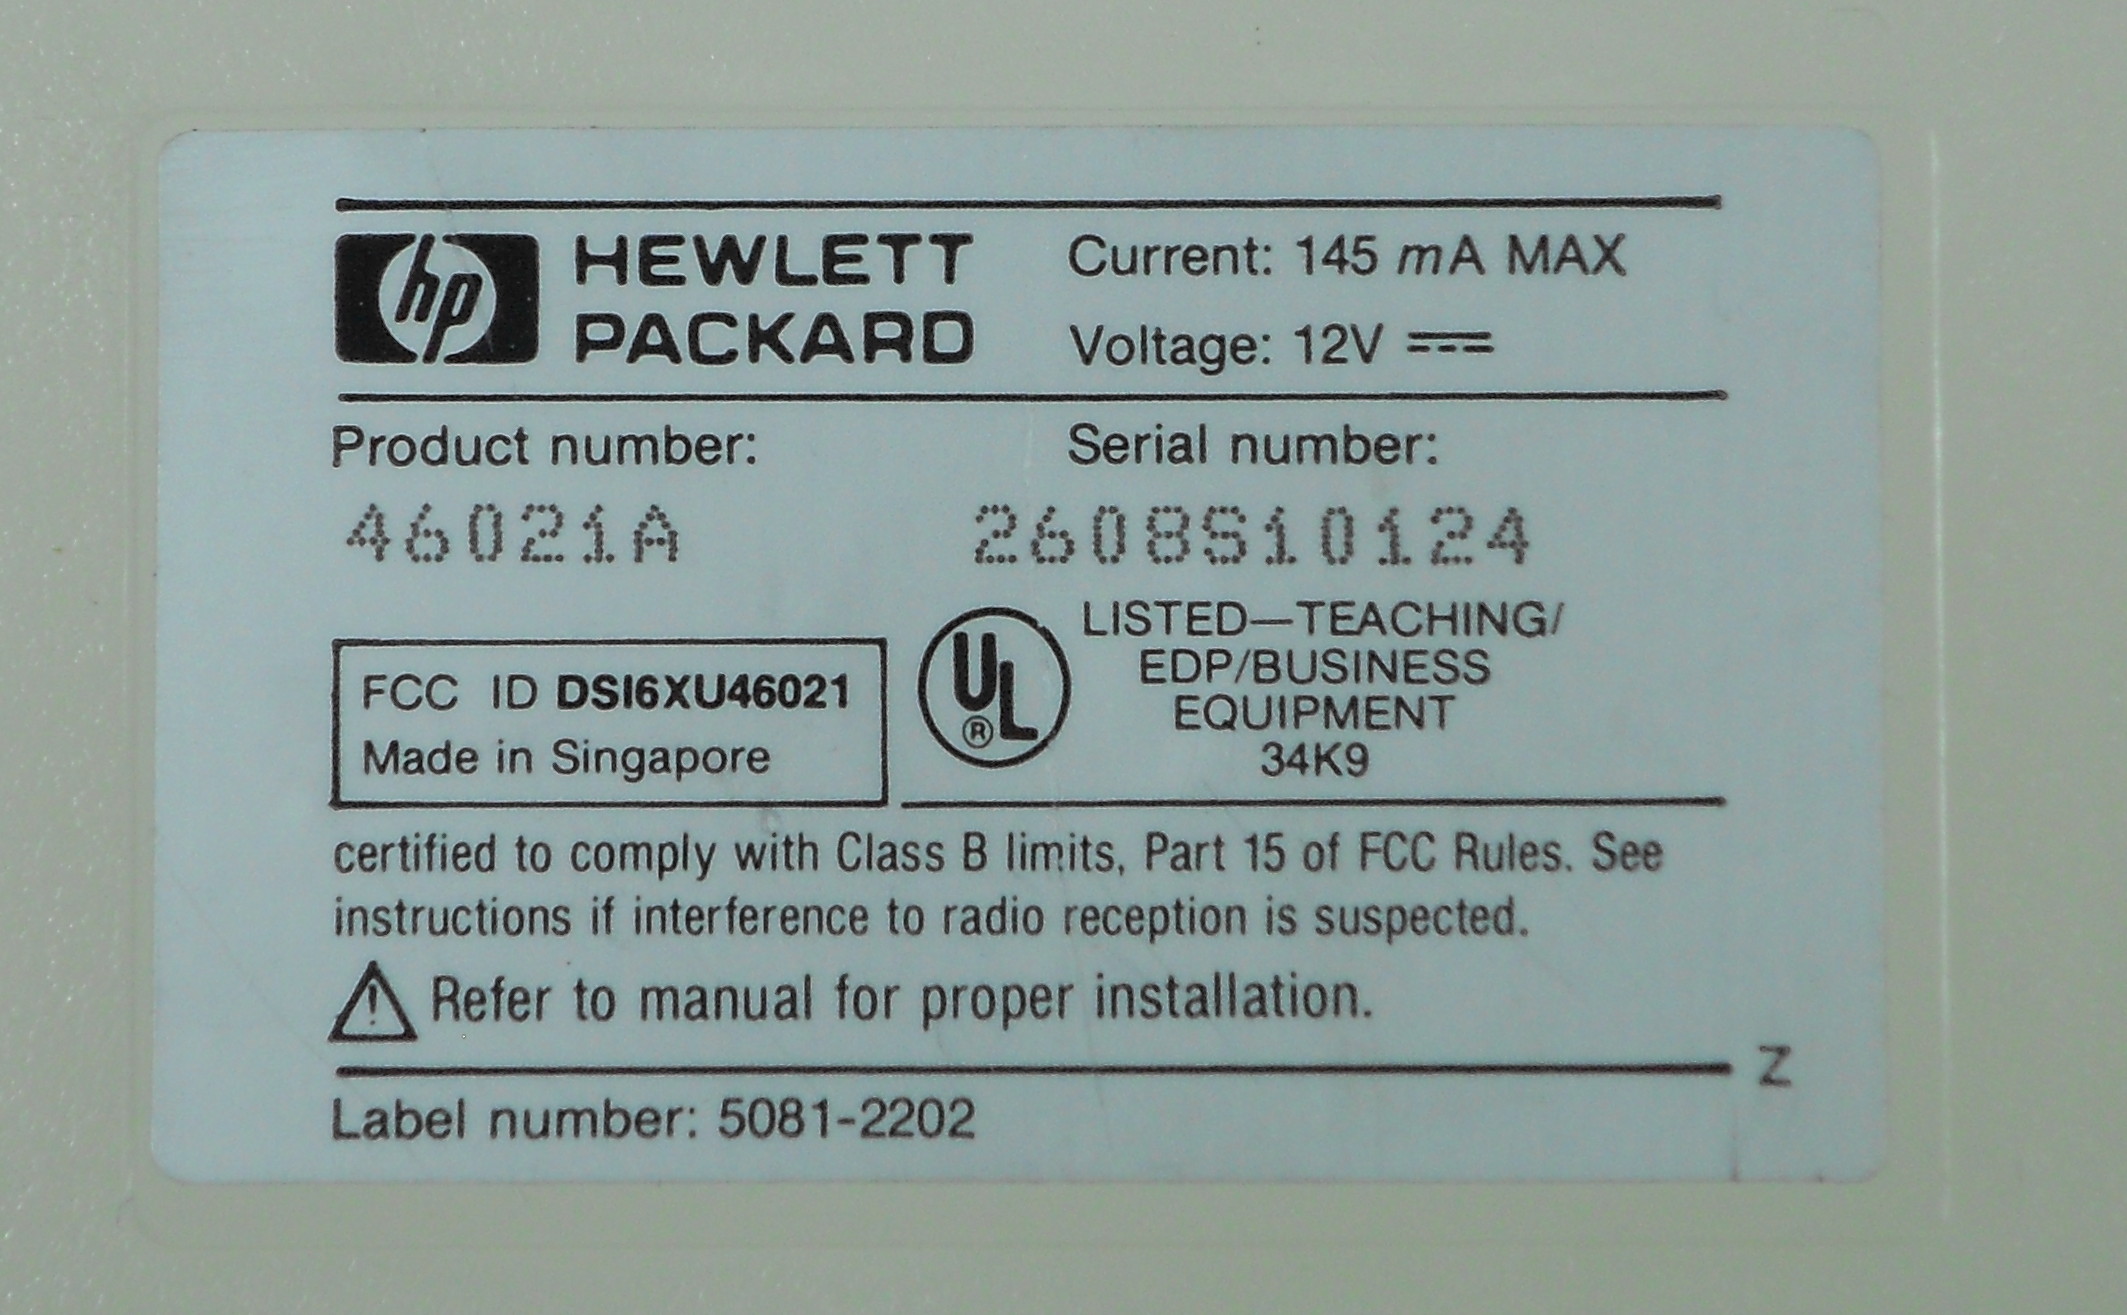 hp HEWLETT PACKARD
Current: 145 mA MAX
Voltage: 12V ⎓
Product number:
46021A
Serial number:
2608S10124
FCC ID DSI6XU46021
Made in Singapore
UL ®
LISTED—TEACHING/
EDP/BUSINESS
EQUIPMENT
34K9
certified to comply with Class B limits, Part 15 of FCC Rules. See
instructions if interference to radio reception is suspected.
! Refer to manual for proper installation.
Z
Label number: 5081-2202